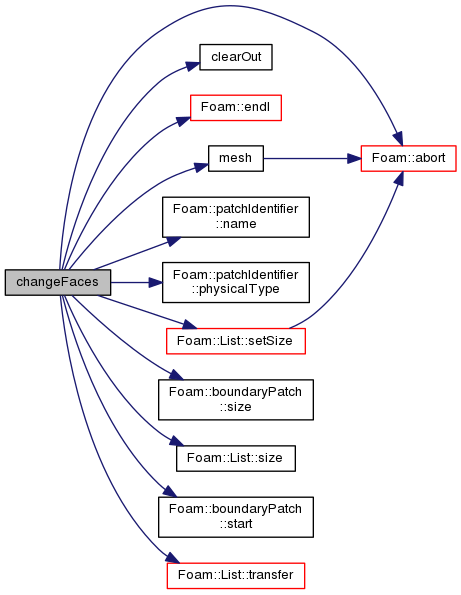 clearOut
Foam::endl
mesh
Foam::abort
Foam::patchIdentifier
::name
changeFaces
Foam::patchIdentifier
::physicalType
Foam::List::setSize
Foam::boundaryPatch
::size
Foam::List::size
Foam::boundaryPatch
::start
Foam::List::transfer